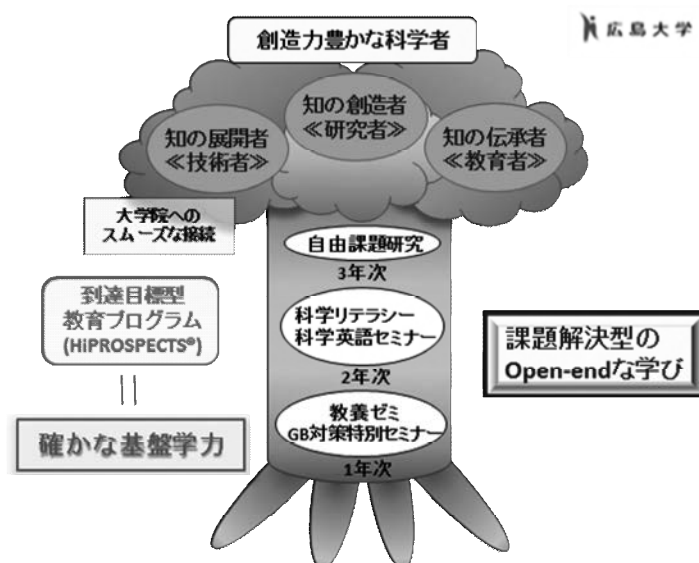 創造力豊かな科学者
広島大学
知の創造者
≪研究者≫
知の展開者
≪技術者≫
知の伝承者
≪教育者≫
大学院への
スムーズな接続
自由課題研究
3年次
到達目標型
教育プログラム
(HiPROSPECTS®)
科学リテラシー
科学英語セミナー
2年次
課題解決型の
Open-endな学び
確かな基盤学力
教養ゼミ
GB対策特別セミナー
1年次